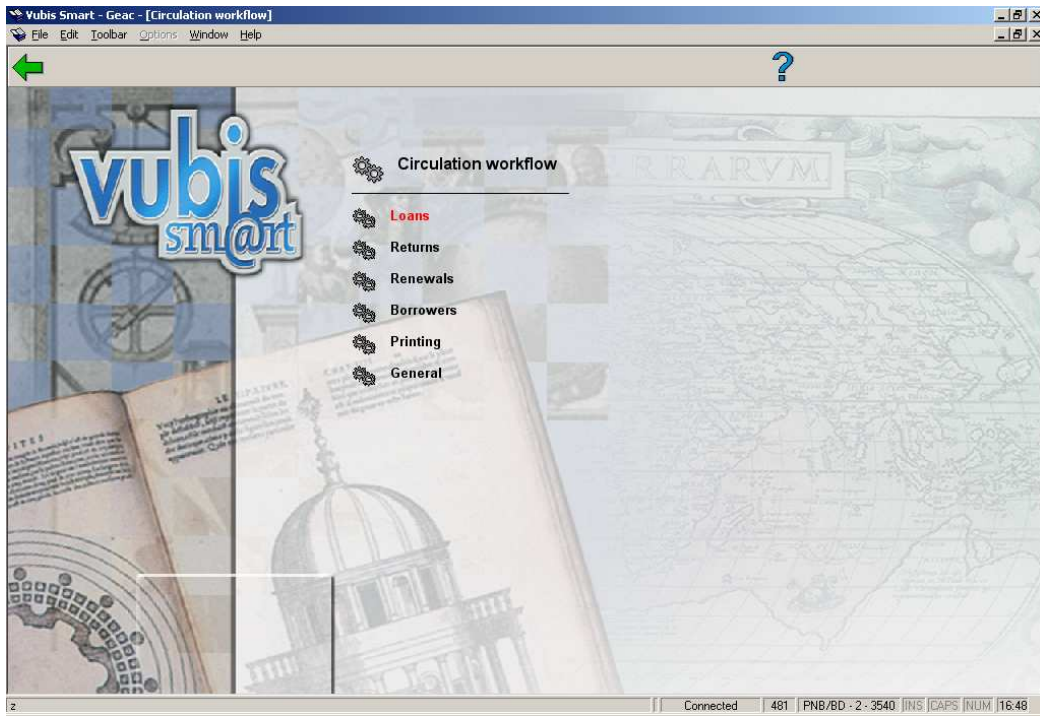 Vubis Smart - Geac - [Circulation workflow]
File Edit Toolbar Options Window Help
?
vubis
sm@rt
RARVM
Circulation workflow
Loans
Returns
Renewals
Borrowers
Printing
General
z
Connected 481 PNB/BD - 2 - 3540 INS CAPS NUM 16:48